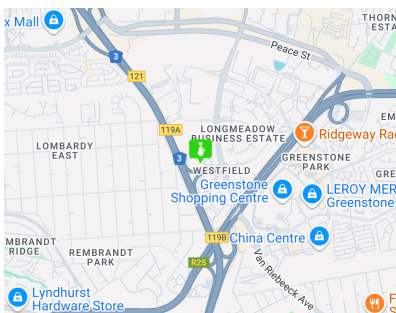 x Mall
THORN
ESTA
Peace St
3
121
119A
LONGMEADOW
BUSINESS ESTATE
EM
Ridgeway Rac
LOMBARDY
EAST
3
GREENSTONE
PARK
WESTFIELD
GRE
Greenstone
Shopping Centre
LEROY MER
Greenstone
MBRANDT
RIDGE
REMBRANDT
PARK
119B
China Centre
R25
Van Riebeeck Ave
Lyndhurst
Hardware Store
F
S